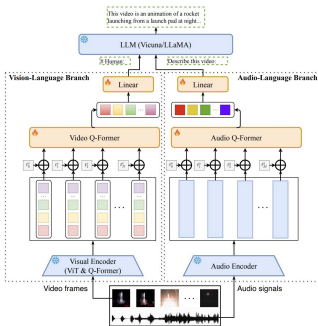 This video is an animation of a rocket
launching from a launch pad at night...
LLM (Vicuna/LLaMA)
# Human:
Describe this video:
Vision-Language Branch
Audio-Language Branch
Linear
Linear
...
...
Video Q-Former
Audio Q-Former
...
...
Visual Encoder
(ViT & Q-Former)
Audio Encoder
Video frames
Audio signals
...